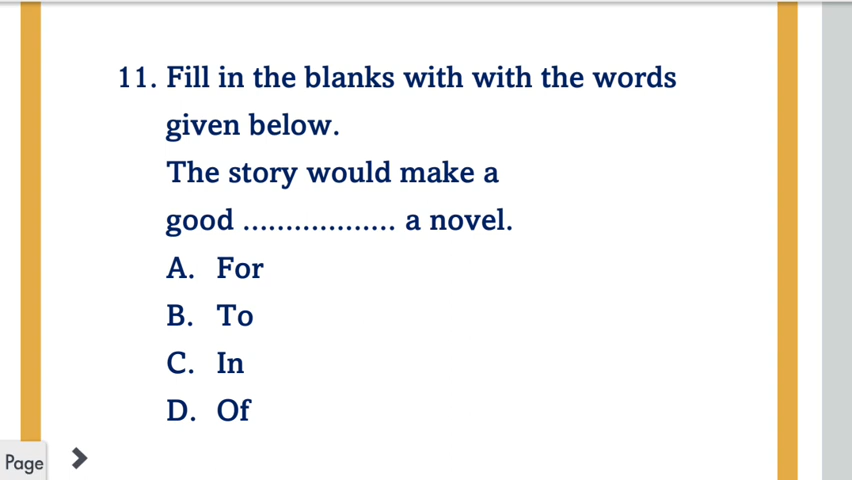 11. Fill in the blanks with with the words
given below.
The story would make a
good .................. a novel.
A. For
B. To
C. In
D. Of
Page